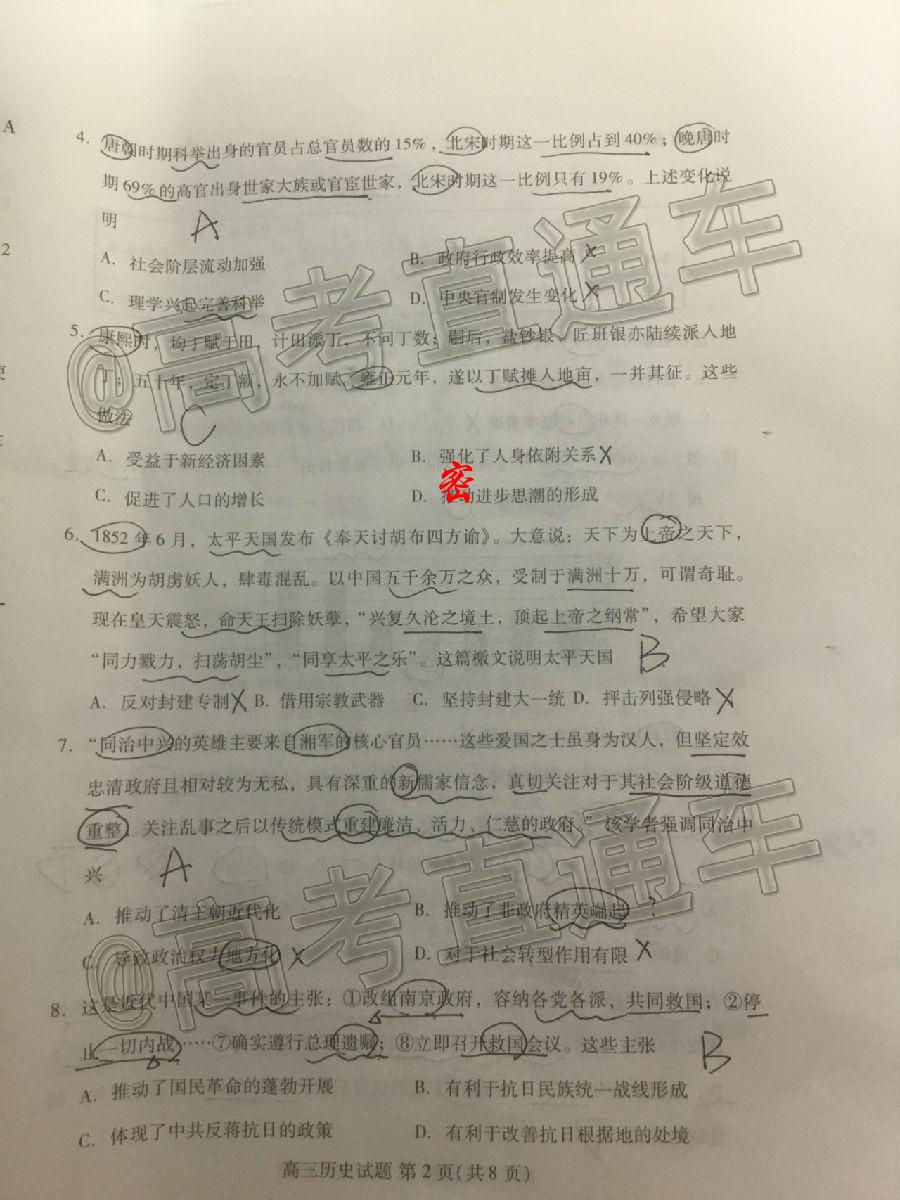 A
2
4. 唐朝时期科举出身的官员占总官员数的15%，北宋时期这一比例占到40%；晚唐时
期69%的高官出身世家大族或官宦世家，北宋时期这一比例只有19%。上述变化说
明 A
A. 社会阶层流动加强 B. 政府行政效率提高 X
C. 理学兴起完善科举 D. 中央官制发生变化 X
@高考直通车
5. 康熙时，均丁赋于田，计田派丁，不问丁数；嗣后，盐钞银、匠班银亦陆续派入地
丁；五十年，定丁额，永不加赋，雍正元年，遂以丁赋摊入地亩，一并其征。这些
做法 C
A. 受益于新经济因素 B. 强化了人身依附关系 X
密
C. 促进了人口的增长 D. 推动进步思潮的形成
6. 1852年6月，太平天国发布《奉天讨胡布四方谕》。大意说：天下为上帝之天下，
满洲为胡虏妖人，肆毒混乱。以中国五千余万之众，受制于满洲十万，可谓奇耻。
现在皇天震怒，命天王扫除妖孽，“兴复久沦之境土，顶起上帝之纲常”，希望大家
“同力戮力，扫荡胡尘”，“同享太平之乐”。这篇檄文说明太平天国 B
A. 反对封建专制 X B. 借用宗教武器 C. 坚持封建大一统 D. 抨击列强侵略 X
7. “同治中兴的英雄主要来自湘军的核心官员……这些爱国之士虽身为汉人，但坚定效
忠清政府且相对较为无私，具有深重的新儒家信念，真切关注对于其社会阶级道德
重整，关注乱事之后以传统模式重建廉洁、活力、仁慈的政府。”该学者强调同治中
兴 A
A. 推动了清王朝近代化 B. 推动了非政府精英崛起 ?
C. 导致政治权力地方化 X D. 对于社会转型作用有限 X
@高考直通车
8. 这是近代中国某一事件的主张：①改组南京政府，容纳各党各派，共同救国；②停
止一切内战……⑦确实遵行总理遗嘱；⑧立即召开救国会议。这些主张 B
A. 推动了国民革命的蓬勃开展 B. 有利于抗日民族统一战线形成
C. 体现了中共反蒋抗日的政策 D. 有利于改善抗日根据地的处境
高三历史试题 第2页(共8页)